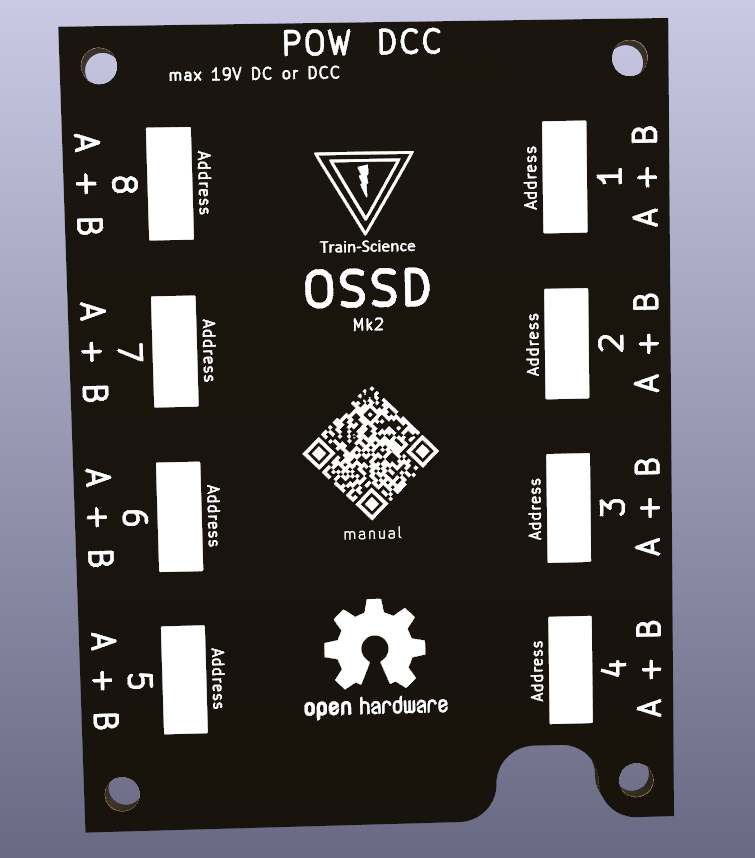 POW DCC
max 19V DC or DCC
A + B
8
Address
Address
1
A + B
Train-Science
OSSD
Mk2
A + B
7
Address
Address
2
A + B
manual
A + B
6
Address
Address
3
A + B
A + B
5
Address
Address
4
A + B
open hardware